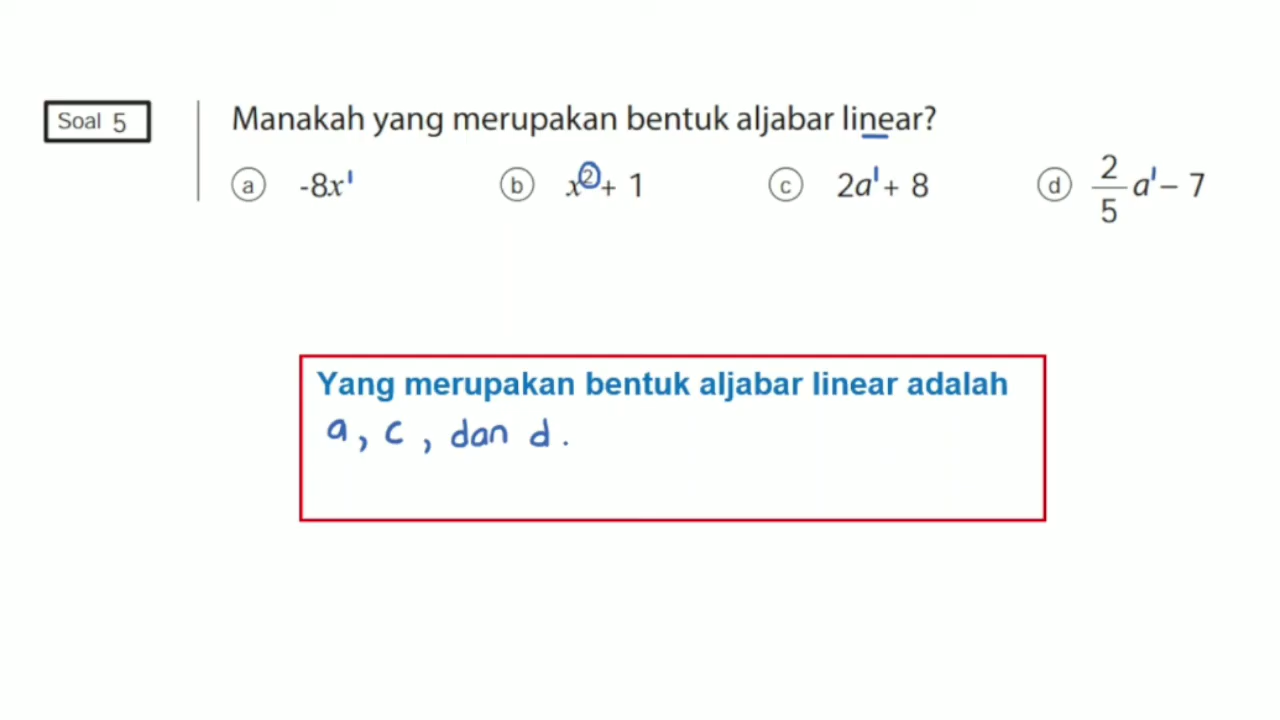 Soal 5
Manakah yang merupakan bentuk aljabar linear?
a -8x¹ b x² + 1 c 2a¹ + 8 d 2/5 a¹ – 7
Yang merupakan bentuk aljabar linear adalah
a, c, dan d.